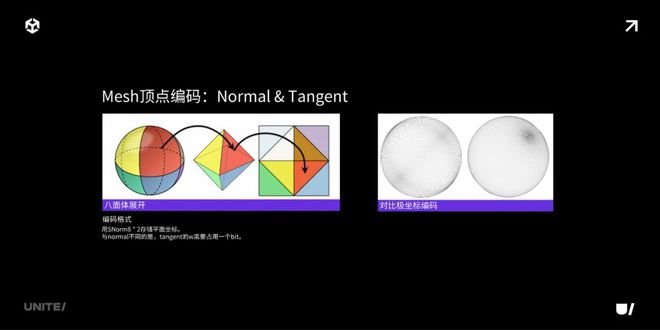 Mesh顶点编码：Normal & Tangent
八面体展开
对比极坐标编码
编码格式
用SNorm8 * 2存储平面坐标。
与normal不同的是，tangent的w需要占用一个bit。
UNITE/
U/